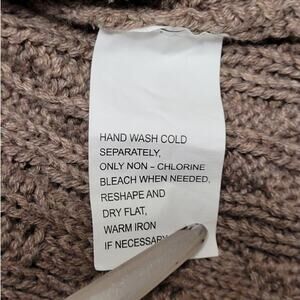 HAND WASH COLD
SEPARATELY,
ONLY NON - CHLORINE
BLEACH WHEN NEEDED,
RESHAPE AND
DRY FLAT,
WARM IRON
IF NECESSARY